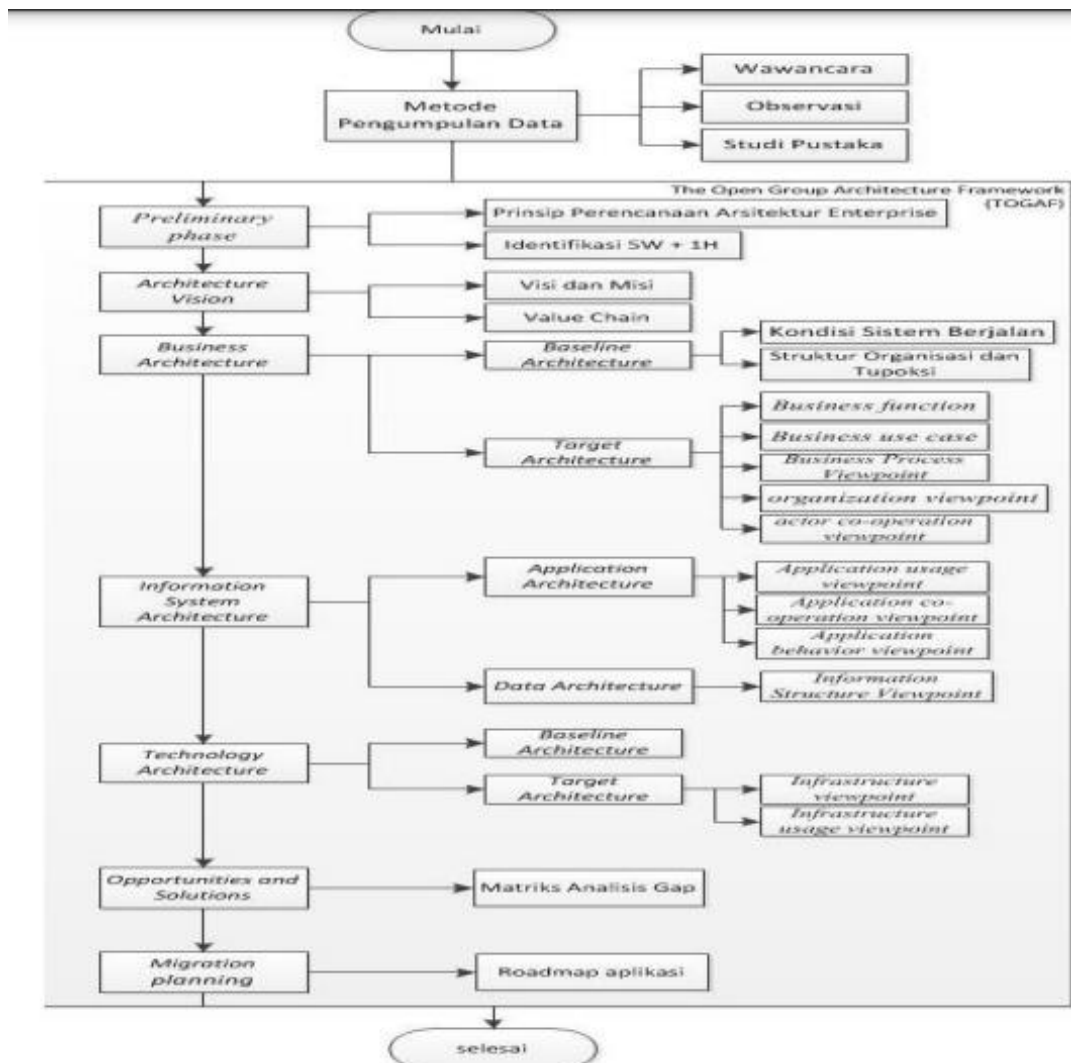 Mulai
Metode
Pengumpulan Data
Wawancara
Observasi
Studi Pustaka
The Open Group Architecture Framework
(TOGAF)
Preliminary
phase
Prinsip Perencanaan Arsitektur Enterprise
Identifikasi 5W + 1H
Architecture
Vision
Visi dan Misi
Value Chain
Business
Architecture
Baseline
Architecture
Kondisi Sistem Berjalan
Struktur Organisasi dan
Tupoksi
Target
Architecture
Business function
Business use case
Business Process
Viewpoint
organization viewpoint
actor co-operation
viewpoint
Information
System
Architecture
Application
Architecture
Application usage
viewpoint
Application co-
operation viewpoint
Application
behavior viewpoint
Data Architecture
Information
Structure Viewpoint
Technology
Architecture
Baseline
Architecture
Target
Architecture
Infrastructure
viewpoint
Infrastructure
usage viewpoint
Opportunities and
Solutions
Matriks Analisis Gap
Migration
planning
Roadmap aplikasi
selesai